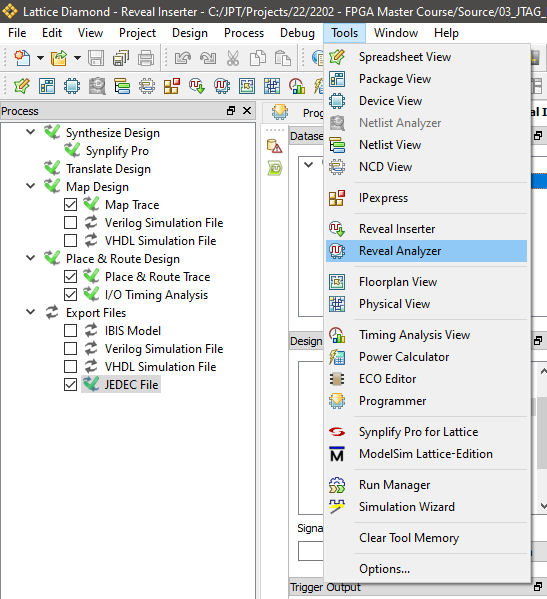 Lattice Diamond - Reveal Inserter - C:/JPT/Projects/22/2202 - FPGA Master Course/Source/03_JTAG_
File Edit View Project Design Process Debug Tools Window Help
Process
Synthesize Design
Synplify Pro
Translate Design
Map Design
Map Trace
Verilog Simulation File
VHDL Simulation File
Place & Route Design
Place & Route Trace
I/O Timing Analysis
Export Files
IBIS Model
Verilog Simulation File
VHDL Simulation File
JEDEC File
Prog
Datase
Design
Signa
Trigger Output
Spreadsheet View
Package View
Device View
Netlist Analyzer
Netlist View
NCD View
IPexpress
Reveal Inserter
Reveal Analyzer
Floorplan View
Physical View
Timing Analysis View
Power Calculator
ECO Editor
Programmer
Synplify Pro for Lattice
ModelSim Lattice-Edition
Run Manager
Simulation Wizard
Clear Tool Memory
Options...